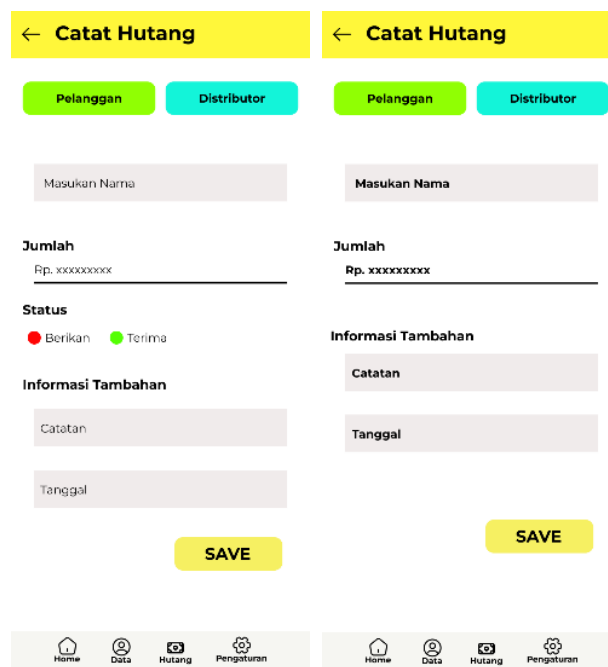 Catat Hutang
Pelanggan Distributor
Masukan Nama
Jumlah
Rp. xxxxxxxxx
Status
Berikan Terima
Informasi Tambahan
Catatan
Tanggal
SAVE
Home Data Hutang Pengaturan
Catat Hutang
Pelanggan Distributor
Masukan Nama
Jumlah
Rp. xxxxxxxxx
Informasi Tambahan
Catatan
Tanggal
SAVE
Home Data Hutang Pengaturan